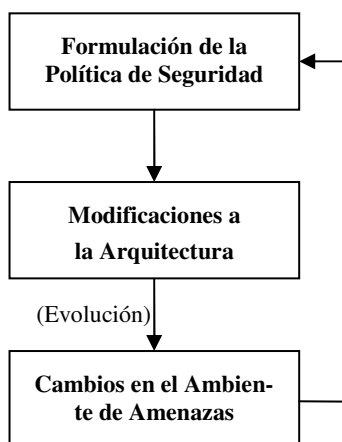 Formulación de la
Política de Seguridad
Modificaciones a
la Arquitectura
(Evolución)
Cambios en el Ambien-
te de Amenazas